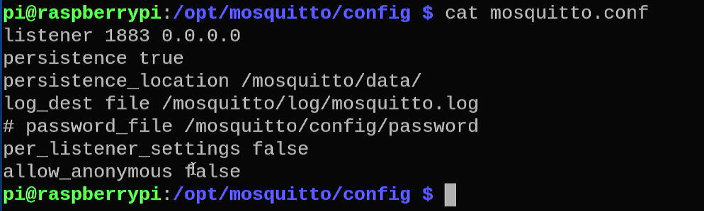 pi@raspberrypi:/opt/mosquitto/config $ cat mosquitto.conf
listener 1883 0.0.0.0
persistence true
persistence_location /mosquitto/data/
log_dest file /mosquitto/log/mosquitto.log
# password_file /mosquitto/config/password
per_listener_settings false
allow_anonymous false
pi@raspberrypi:/opt/mosquitto/config $